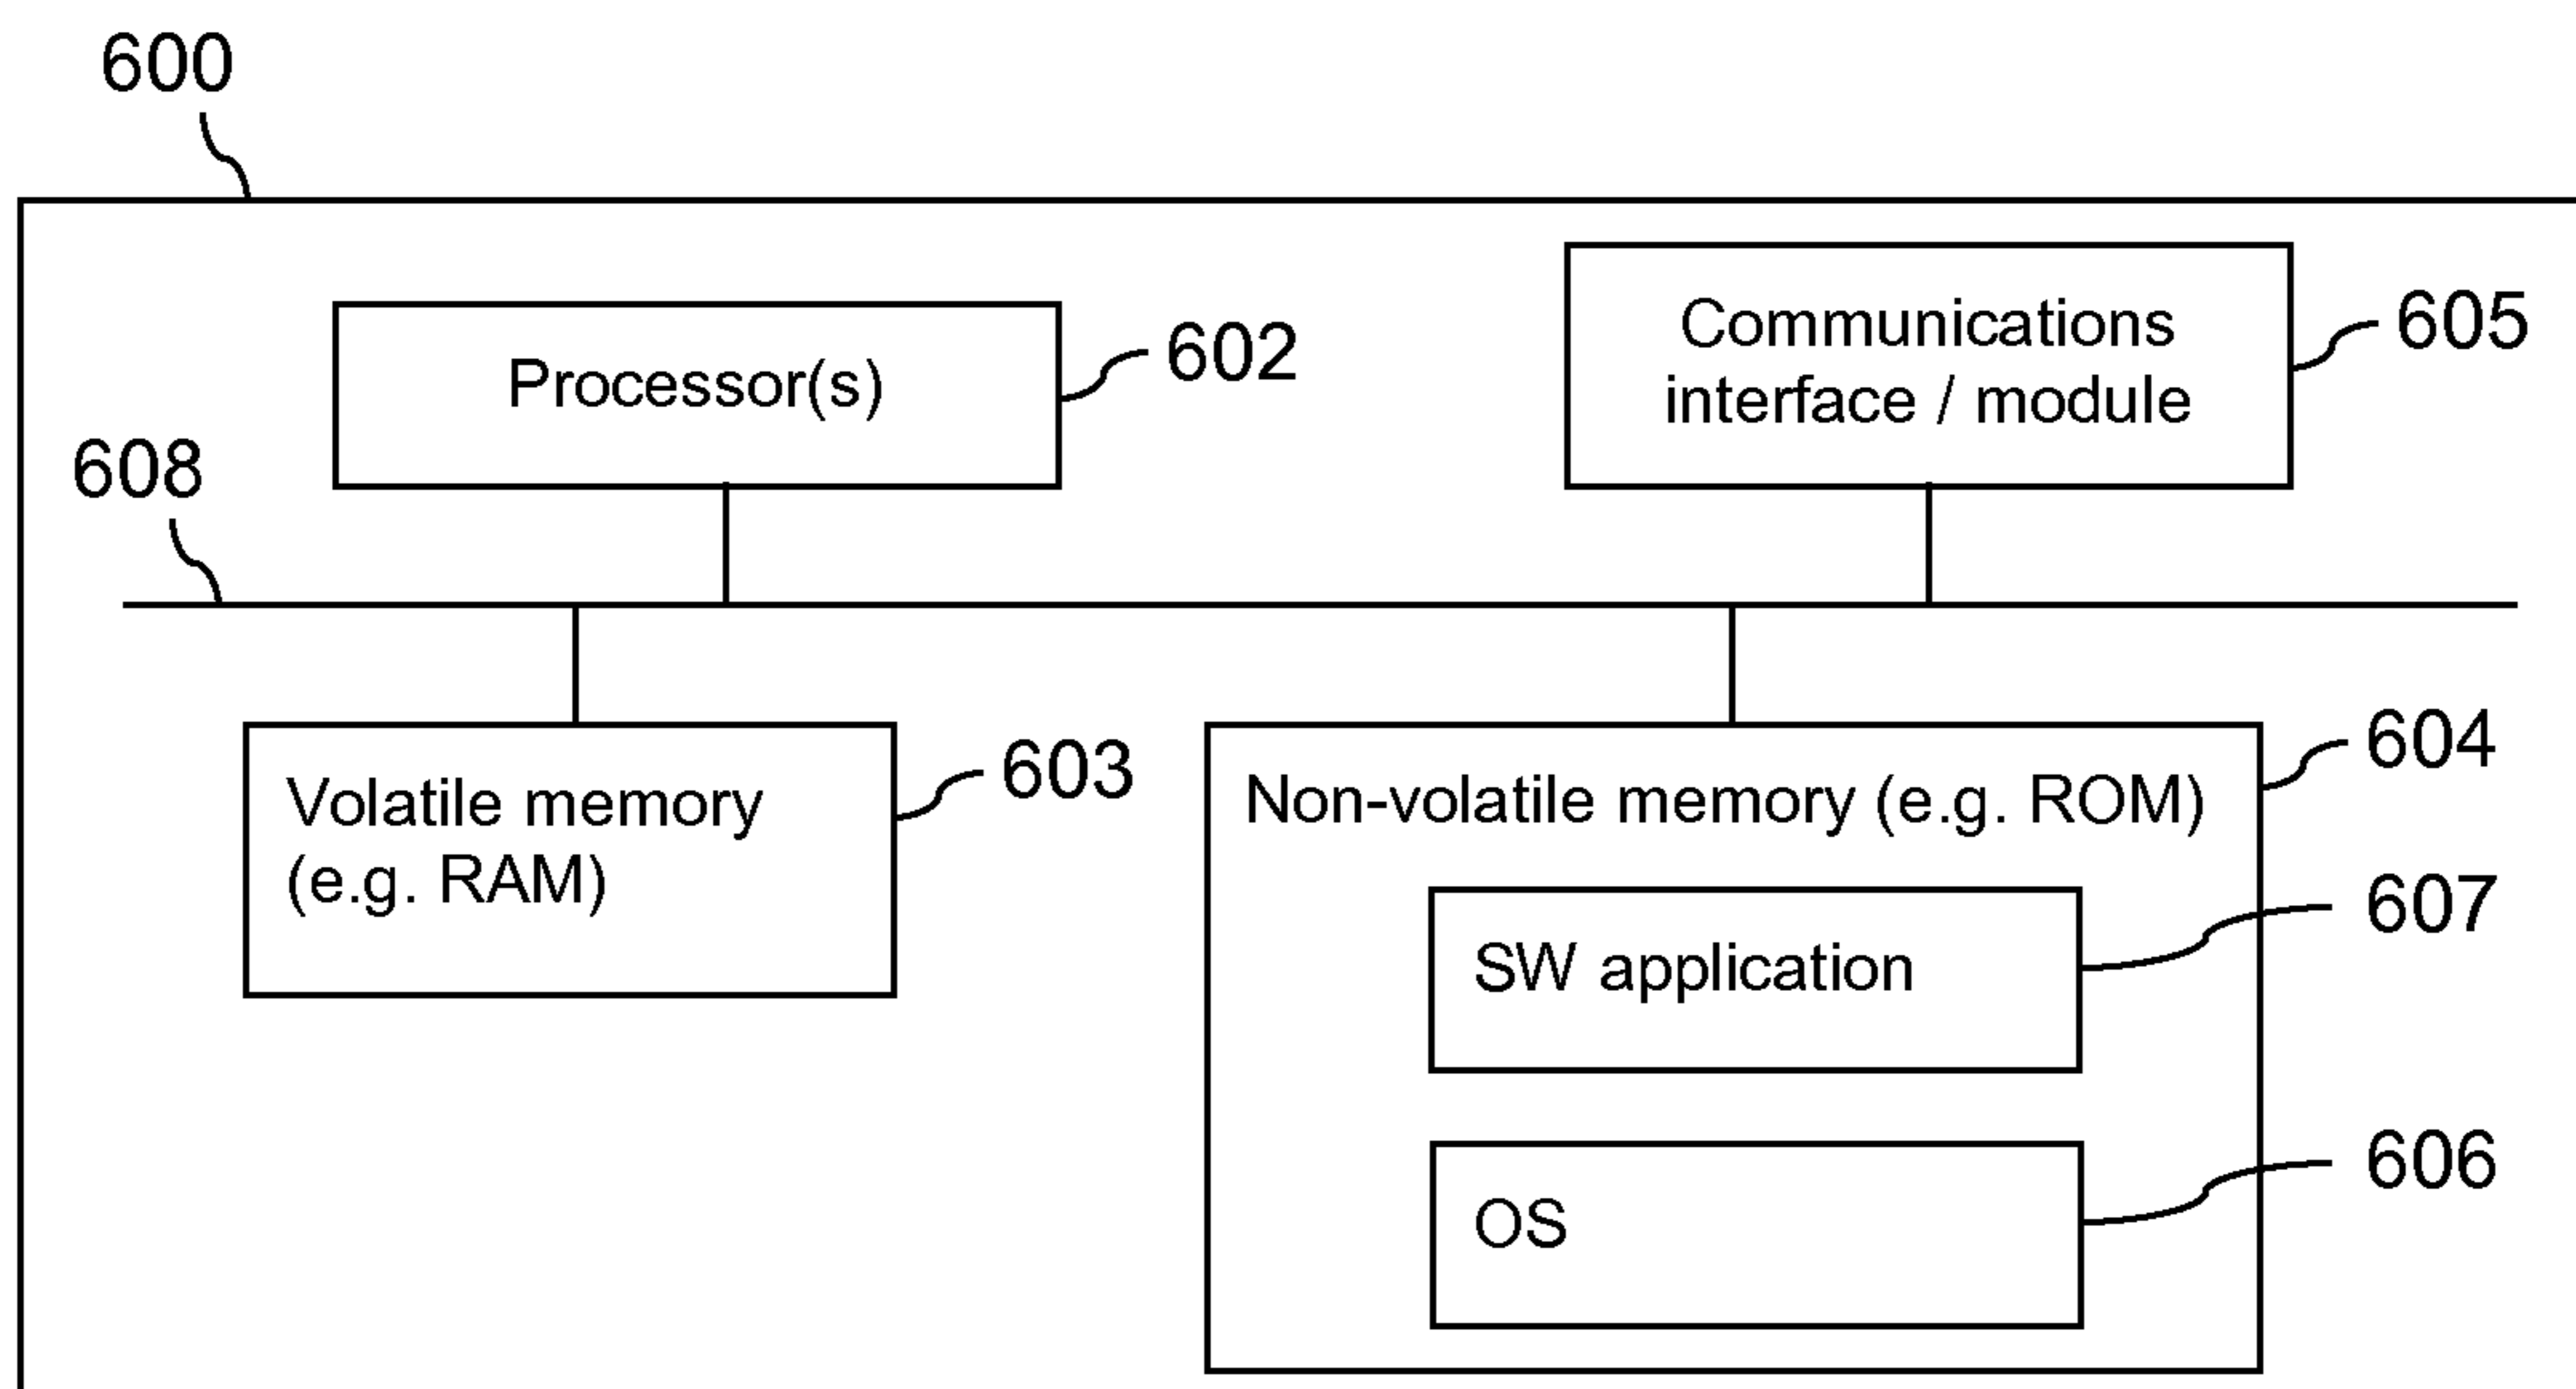 600
Processor(s)
602
Communications
interface / module
605
608
Volatile memory
(e.g. RAM)
603
Non-volatile memory (e.g. ROM)
604
SW application
607
OS
606